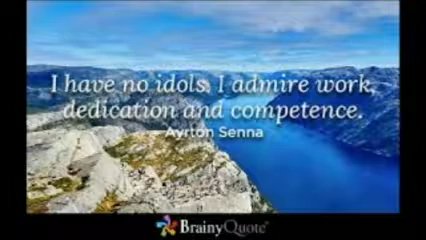 I have no idols. I admire work,
dedication and competence.
Ayrton Senna
BrainyQuote